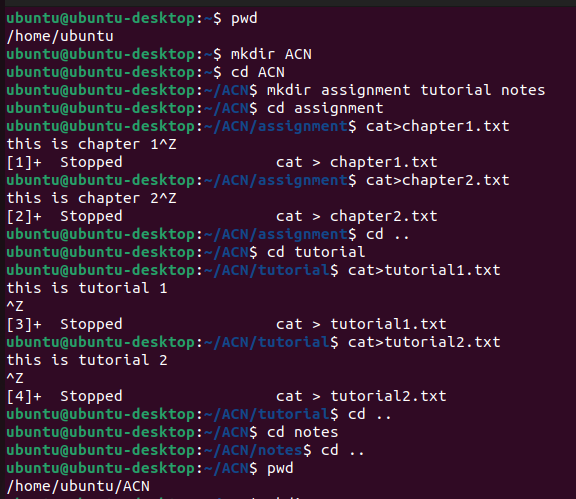 ubuntu@ubuntu-desktop:~$ pwd
/home/ubuntu
ubuntu@ubuntu-desktop:~$ mkdir ACN
ubuntu@ubuntu-desktop:~$ cd ACN
ubuntu@ubuntu-desktop:~/ACN$ mkdir assignment tutorial notes
ubuntu@ubuntu-desktop:~/ACN$ cd assignment
ubuntu@ubuntu-desktop:~/ACN/assignment$ cat>chapter1.txt
this is chapter 1^Z
[1]+  Stopped                 cat > chapter1.txt
ubuntu@ubuntu-desktop:~/ACN/assignment$ cat>chapter2.txt
this is chapter 2^Z
[2]+  Stopped                 cat > chapter2.txt
ubuntu@ubuntu-desktop:~/ACN/assignment$ cd ..
ubuntu@ubuntu-desktop:~/ACN$ cd tutorial
ubuntu@ubuntu-desktop:~/ACN/tutorial$ cat>tutorial1.txt
this is tutorial 1
^Z
[3]+  Stopped                 cat > tutorial1.txt
ubuntu@ubuntu-desktop:~/ACN/tutorial$ cat>tutorial2.txt
this is tutorial 2
^Z
[4]+  Stopped                 cat > tutorial2.txt
ubuntu@ubuntu-desktop:~/ACN/tutorial$ cd ..
ubuntu@ubuntu-desktop:~/ACN$ cd notes
ubuntu@ubuntu-desktop:~/ACN/notes$ cd ..
ubuntu@ubuntu-desktop:~/ACN$ pwd
/home/ubuntu/ACN